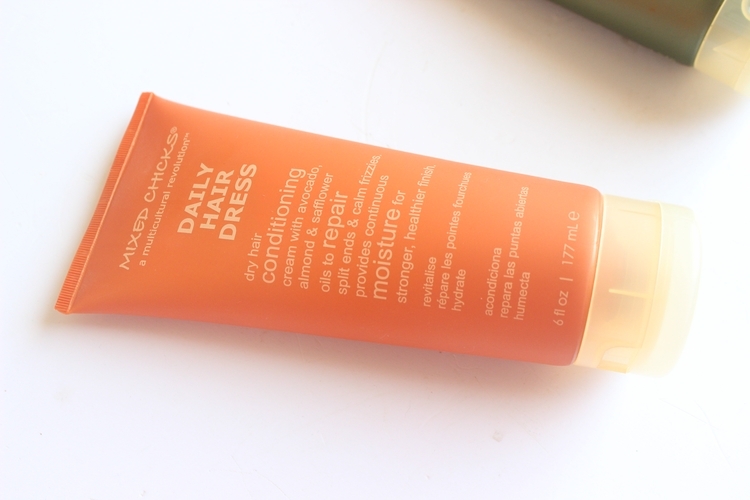 MIXED CHICKS®
a multicultural revolution™
DAILY
HAIR
DRESS
dry hair
conditioning
cream with avocado,
almond & safflower
oils to repair
split ends & calm frizzies,
provides continuous
moisture for
stronger, healthier finish.
revitalise
répare les pointes fourchues
hydrate
acondiciona
repara las puntas abiertas
humecta
6 fl oz | 177 mL ℮